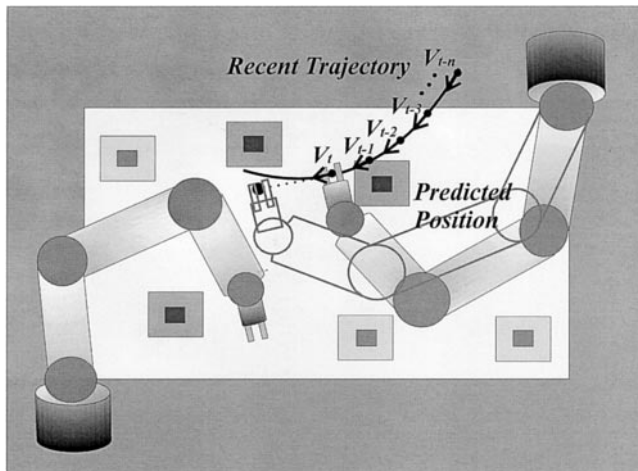 V_{t-n}
Recent Trajectory
V_{t-3}
V_{t-2}
V_{t-1}
V_t
Predicted
Position